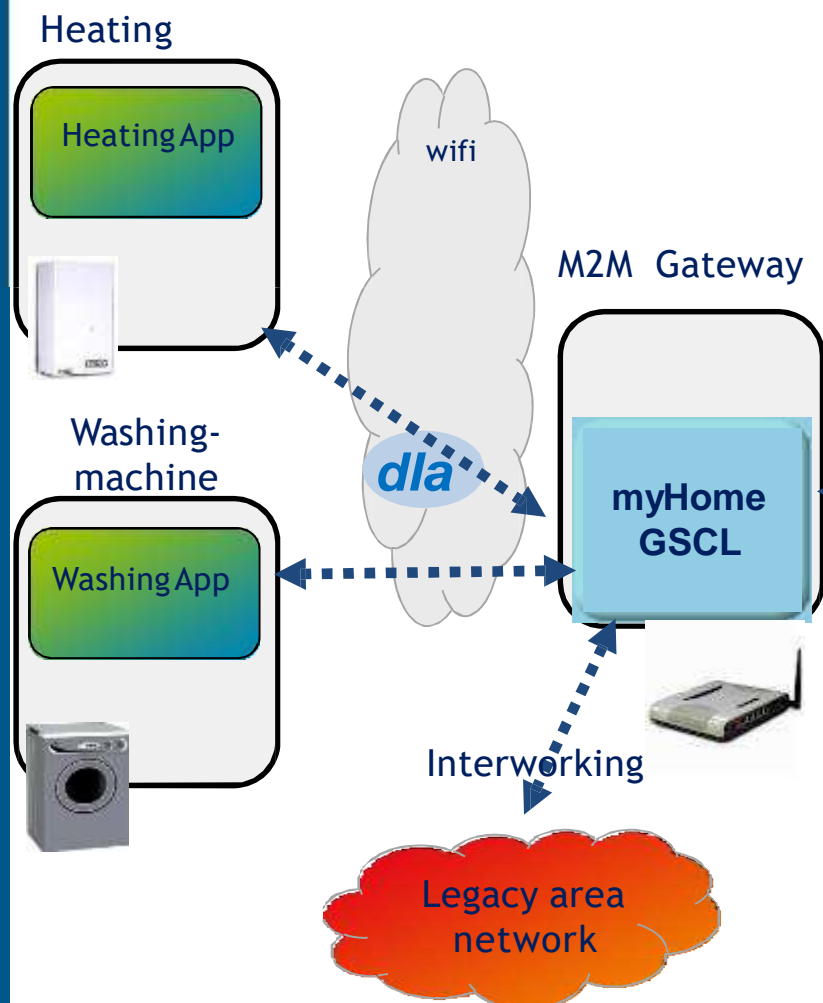 Heating
Heating App
wifi
M2M Gateway
Washing-
machine
dla
myHome
GSCL
Washing App
Interworking
Legacy area
network